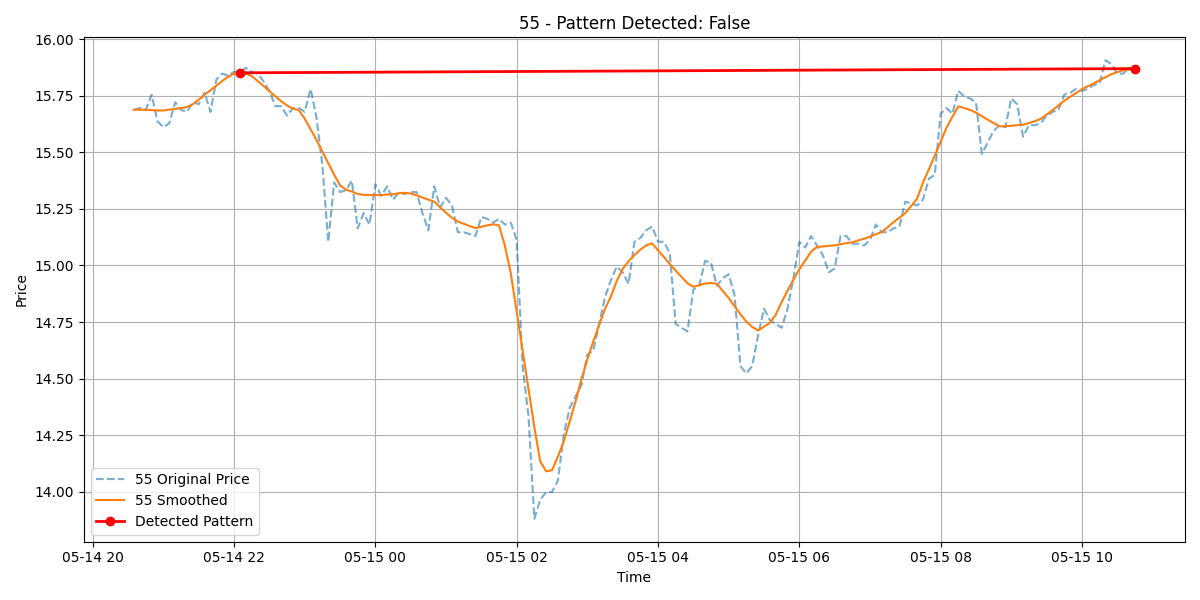 55 - Pattern Detected: False
16.00
15.75
15.50
15.25
15.00
14.75
14.50
14.25
14.00
Price
55 Original Price
55 Smoothed
Detected Pattern
05-14 20 05-14 22 05-15 00 05-15 02 05-15 04 05-15 06 05-15 08 05-15 10
Time